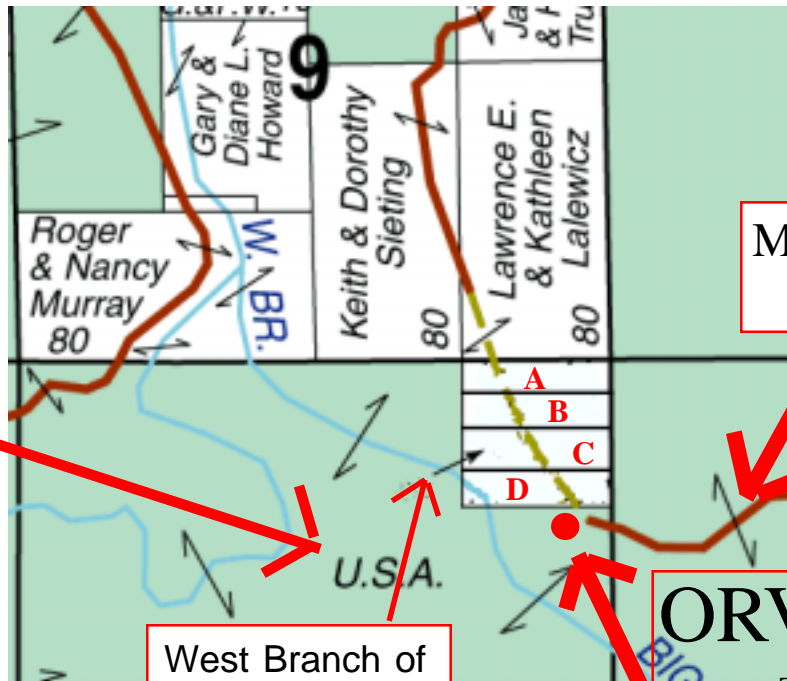 9
Gary &
Diane L.
Howard
Keith & Dorothy
Sieting
80
Lawrence E.
& Kathleen
Lalewicz
80
Roger
& Nancy
Murray
80
W. BR.
A
B
C
D
U.S.A.
West Branch of
BIG